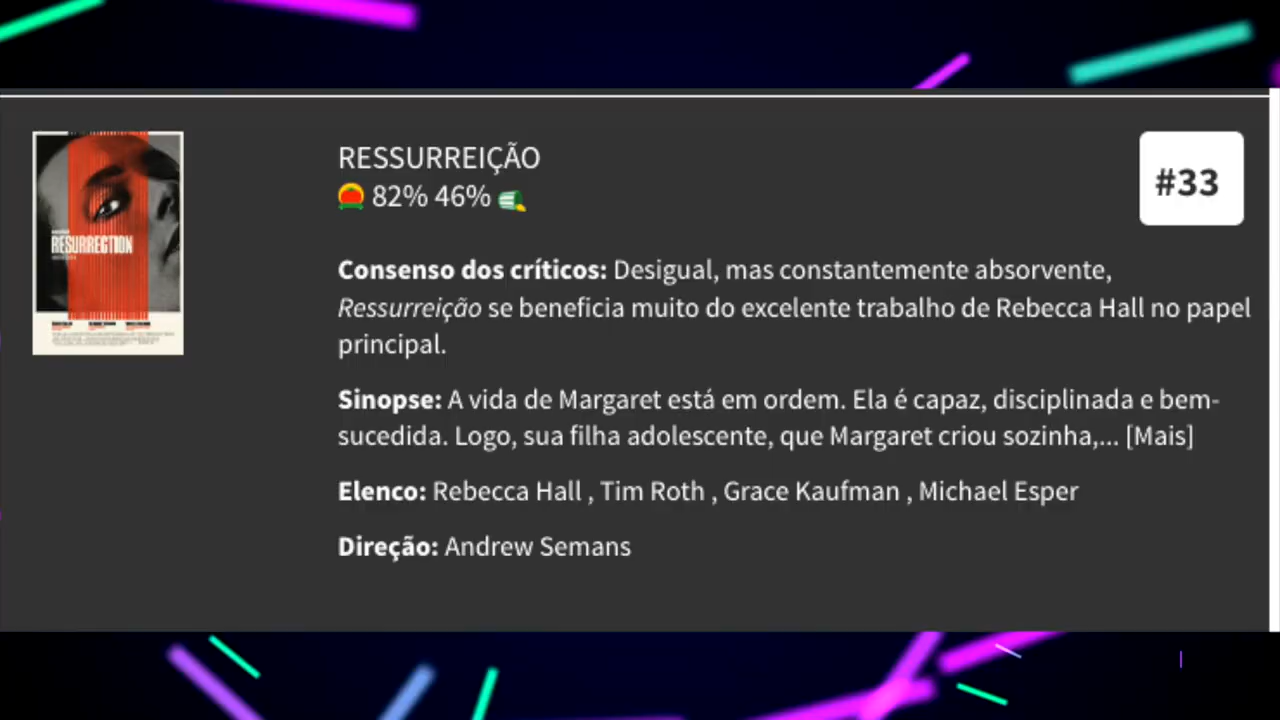 RESURRECTION
RESSURREIÇÃO
82% 46%
#33
Consenso dos críticos: Desigual, mas constantemente absorvente,
Ressurreição se beneficia muito do excelente trabalho de Rebecca Hall no papel
principal.
Sinopse: A vida de Margaret está em ordem. Ela é capaz, disciplinada e bem-
sucedida. Logo, sua filha adolescente, que Margaret criou sozinha,... [Mais]
Elenco: Rebecca Hall , Tim Roth , Grace Kaufman , Michael Esper
Direção: Andrew Semans